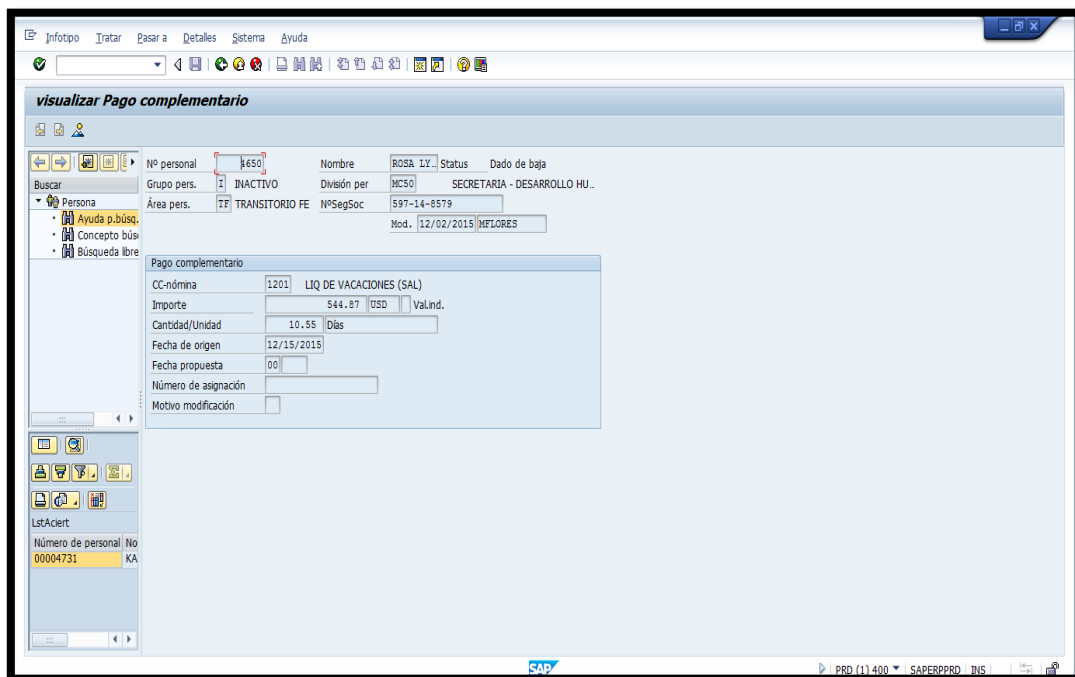 Infotipo Tratar Pasar a Detalles Sistema Ayuda
visualizar Pago complementario
Nº personal 4650 Nombre ROSA LY.. Status Dado de baja
Buscar
Grupo pers. I INACTIVO División per MC50 SECRETARIA - DESARROLLO HU..
Persona
Área pers. TF TRANSITORIO FE NºSegSoc 597-14-8579
Ayuda p.búsq.
Mod. 12/02/2015 MFLORES
Concepto búsq
Búsqueda libre
Pago complementario
CC-nómina 1201 LIQ DE VACACIONES (SAL)
Importe 544.87 USD Val.ind.
Cantidad/Unidad 10.55 Días
Fecha de origen 12/15/2015
Fecha propuesta 00
Número de asignación
Motivo modificación
LstAciert
Número de personal No
00004731 KA
SAP PRD (1) 400 SAPERPPRD INS